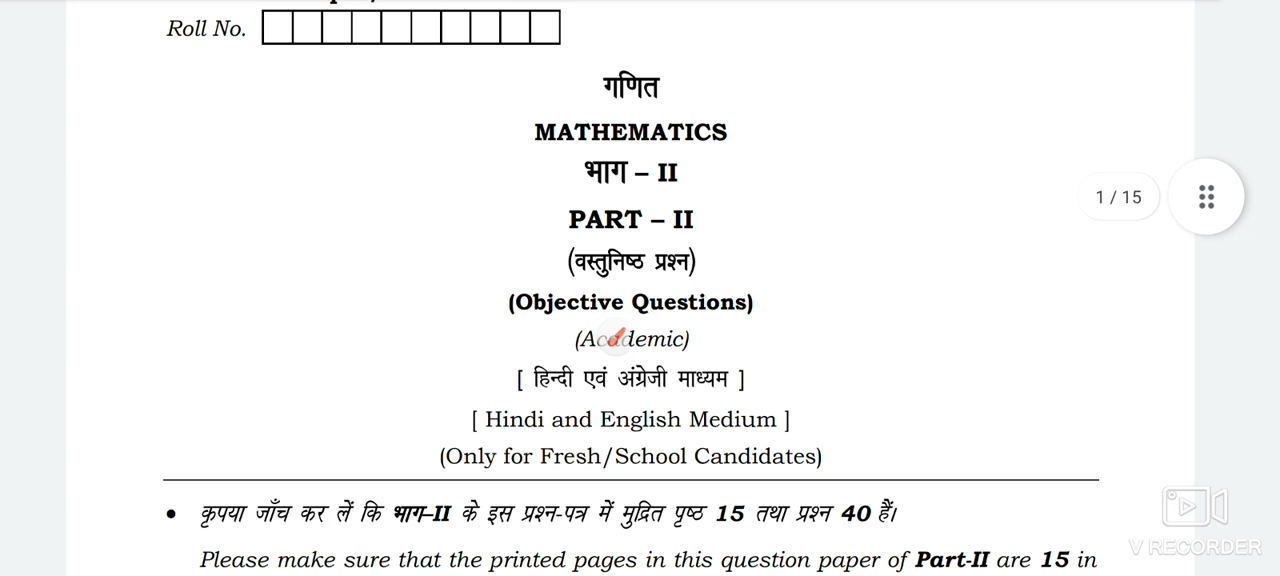 Roll No.
गणित
MATHEMATICS
भाग – II
PART – II
(वस्तुनिष्ठ प्रश्न)
(Objective Questions)
(Academic)
[ हिन्दी एवं अंग्रेजी माध्यम ]
[ Hindi and English Medium ]
(Only for Fresh/School Candidates)
• कृपया जाँच कर लें कि भाग-II के इस प्रश्न-पत्र में मुद्रित पृष्ठ 15 तथा प्रश्न 40 हैं।
Please make sure that the printed pages in this question paper of Part-II are 15 in
1 / 15
V RECORDER